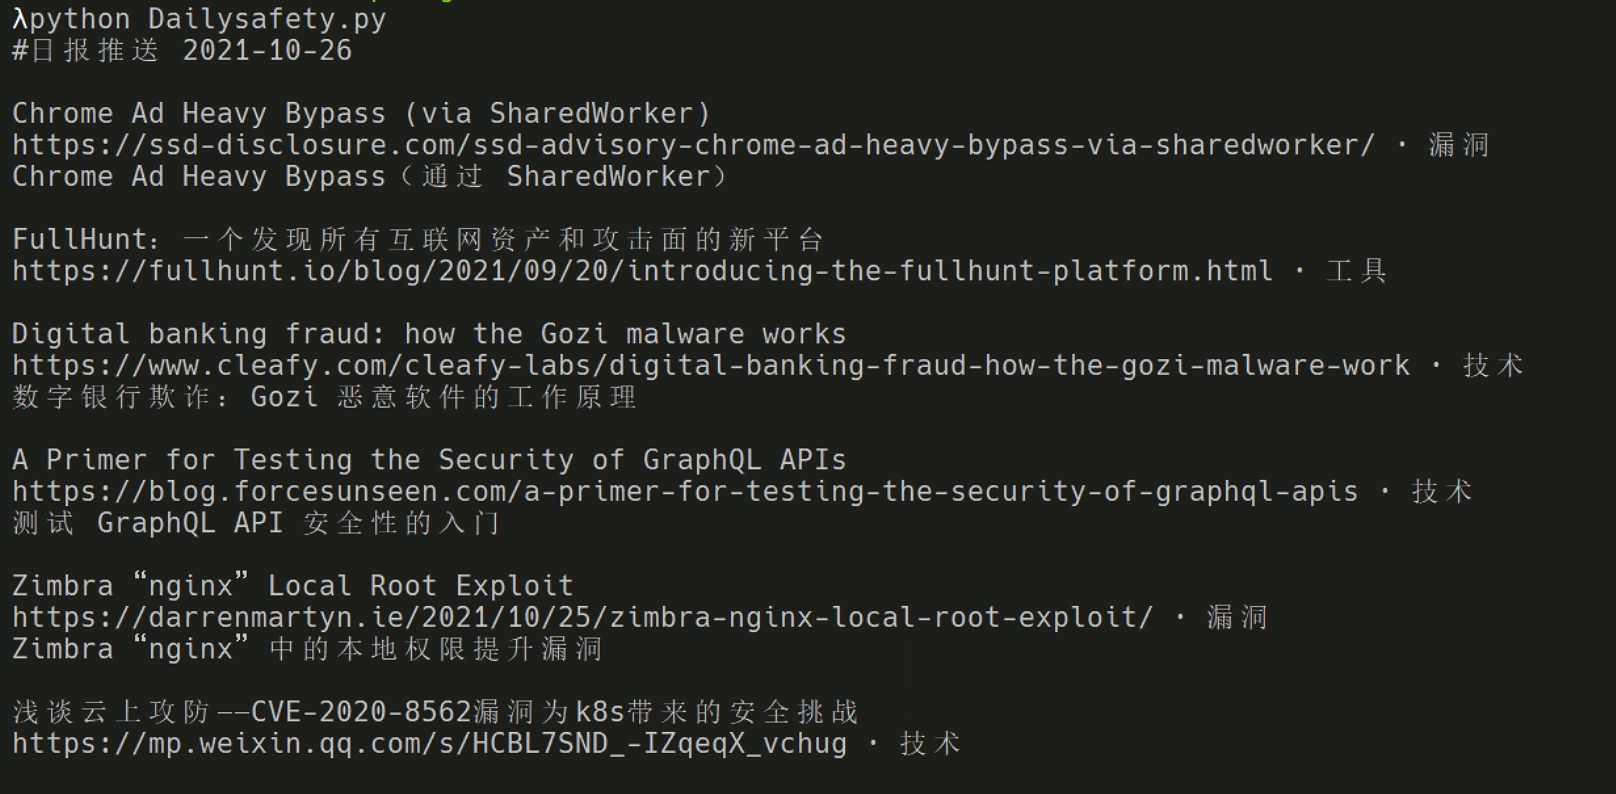 λpython Dailysafety.py
#日报推送 2021-10-26
Chrome Ad Heavy Bypass (via SharedWorker)
https://ssd-disclosure.com/ssd-advisory-chrome-ad-heavy-bypass-via-sharedworker/ · 漏洞
Chrome Ad Heavy Bypass（通过 SharedWorker）
FullHunt：一个发现所有互联网资产和攻击面的新平台
https://fullhunt.io/blog/2021/09/20/introducing-the-fullhunt-platform.html · 工具
Digital banking fraud: how the Gozi malware works
https://www.cleafy.com/cleafy-labs/digital-banking-fraud-how-the-gozi-malware-work · 技术
数字银行欺诈：Gozi 恶意软件的工作原理
A Primer for Testing the Security of GraphQL APIs
https://blog.forcesunseen.com/a-primer-for-testing-the-security-of-graphql-apis · 技术
测试 GraphQL API 安全性的入门
Zimbra “nginx” Local Root Exploit
https://darrenmartyn.ie/2021/10/25/zimbra-nginx-local-root-exploit/ · 漏洞
Zimbra “nginx” 中的本地权限提升漏洞
浅谈云上攻防——CVE-2020-8562漏洞为k8s带来的安全挑战
https://mp.weixin.qq.com/s/HCBL7SND_-IZqeqX_vchug · 技术